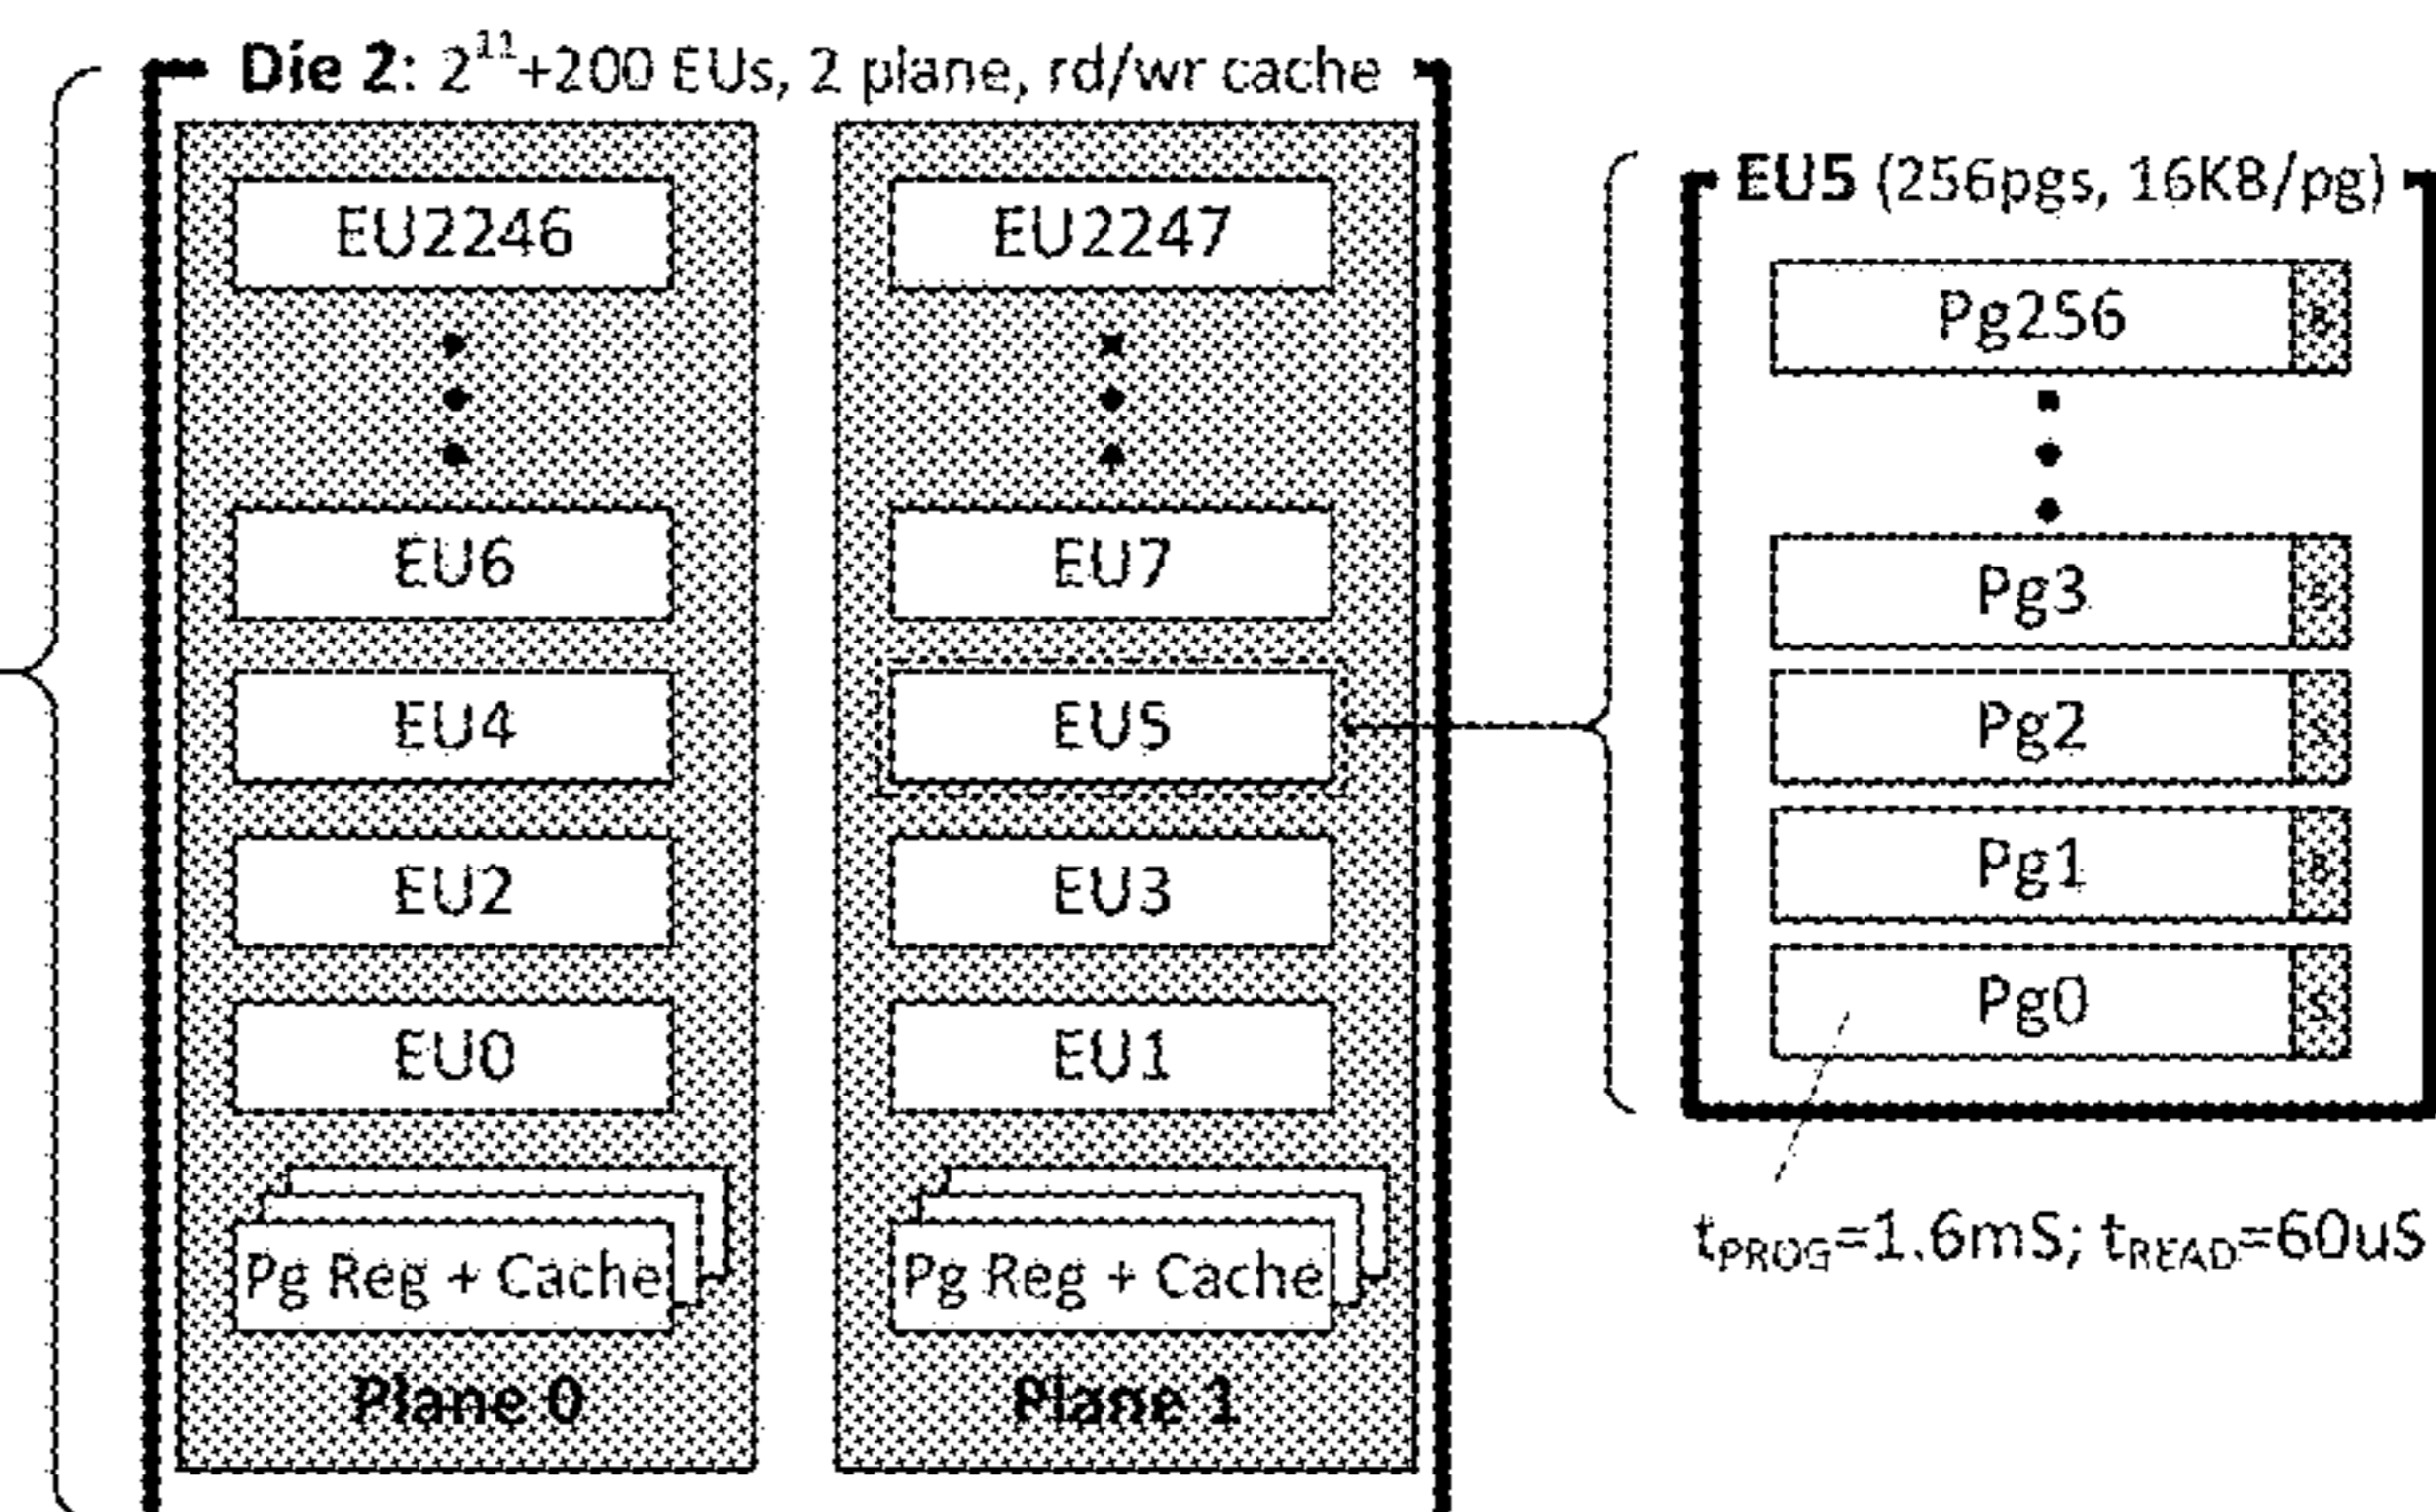 Die 2: 2¹¹+200 EUs, 2 plane, rd/wr cache
EU2246
EU6
EU4
EU2
EU0
Pg Reg + Cache
Plane 0
EU2247
EU7
EU5
EU3
EU1
Pg Reg + Cache
Plane 1
EU5 (256pgs, 16KB/pg)
Pg256
Pg3
Pg2
Pg1
Pg0
tPROG=1.6mS; tREAD=60uS